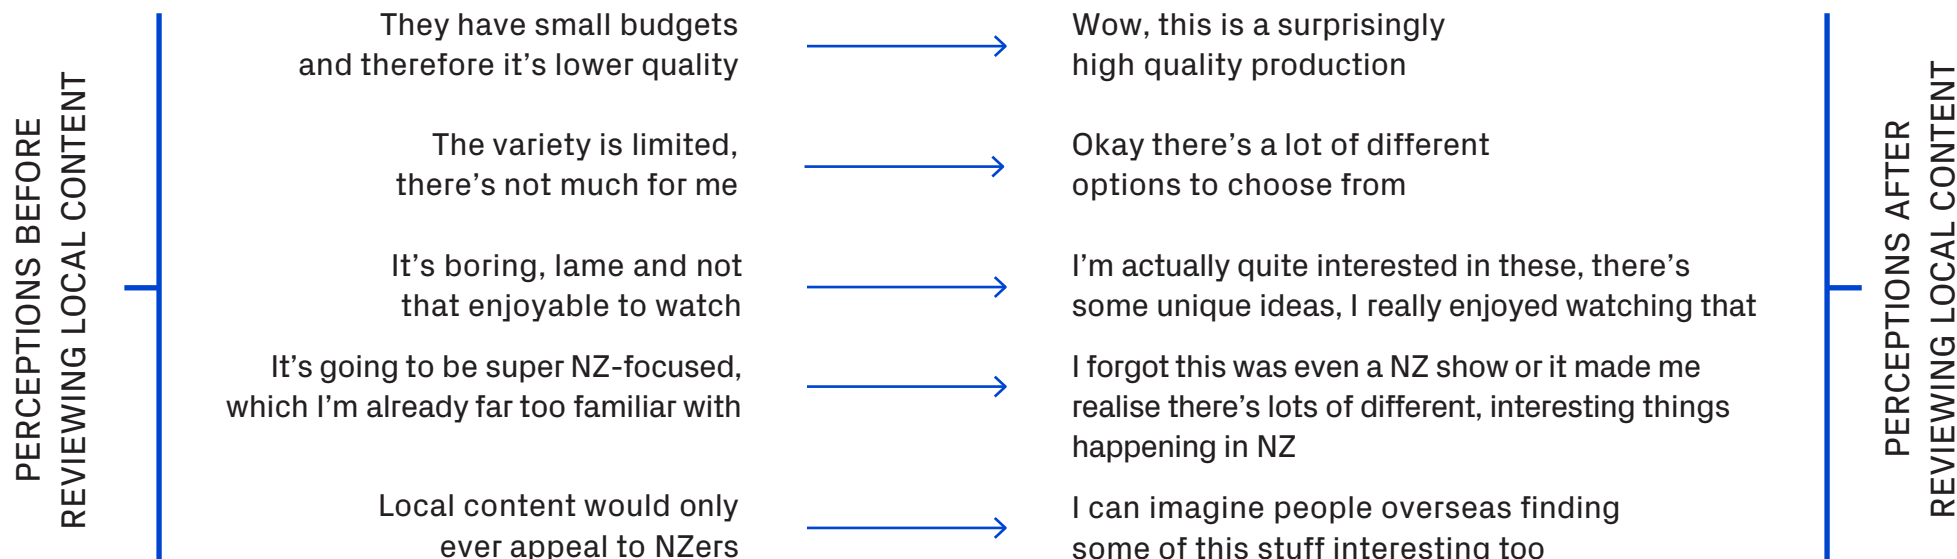 PERCEPTIONS BEFORE
REVIEWING LOCAL CONTENT
They have small budgets
and therefore it's lower quality
Wow, this is a surprisingly
high quality production
The variety is limited,
there's not much for me
Okay there's a lot of different
options to choose from
It's boring, lame and not
that enjoyable to watch
I'm actually quite interested in these, there's
some unique ideas, I really enjoyed watching that
It's going to be super NZ-focused,
which I'm already far too familiar with
I forgot this was even a NZ show or it made me
realise there's lots of different, interesting things
happening in NZ
Local content would only
ever appeal to NZers
I can imagine people overseas finding
some of this stuff interesting too
PERCEPTIONS AFTER
REVIEWING LOCAL CONTENT